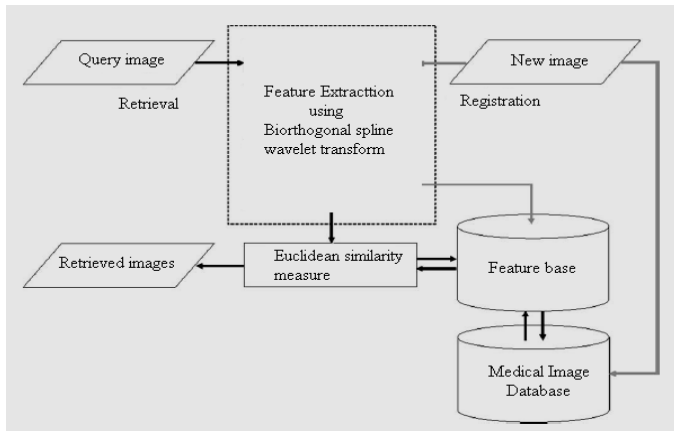 Query image
New image
Retrieval
Registration
Feature Extracttion
using
Biorthogonal spline
wavelet transform
Retrieved images
Euclidean similarity
measure
Feature base
Medical Image
Database